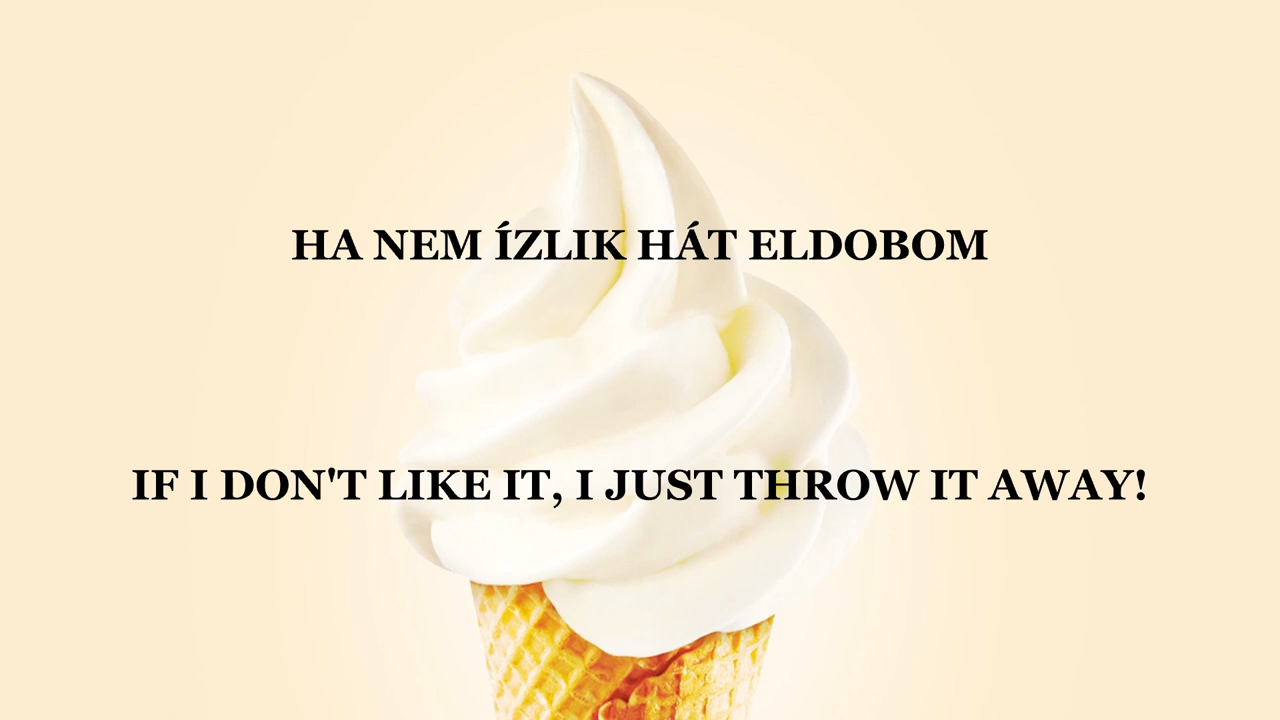 HA NEM ÍZLIK HÁT ELDOBOM
IF I DON'T LIKE IT, I JUST THROW IT AWAY!